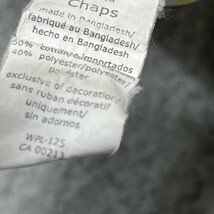 Chaps
made in Bangladesh/
fabriqué au Bangladesh/
hecho en Bangladesh
60%
40% polyester/polyester/
poliéster
exclusive of decoration/
sans ruban décoratif
uniquement/
sin adornos
WPL-125
CA 00213